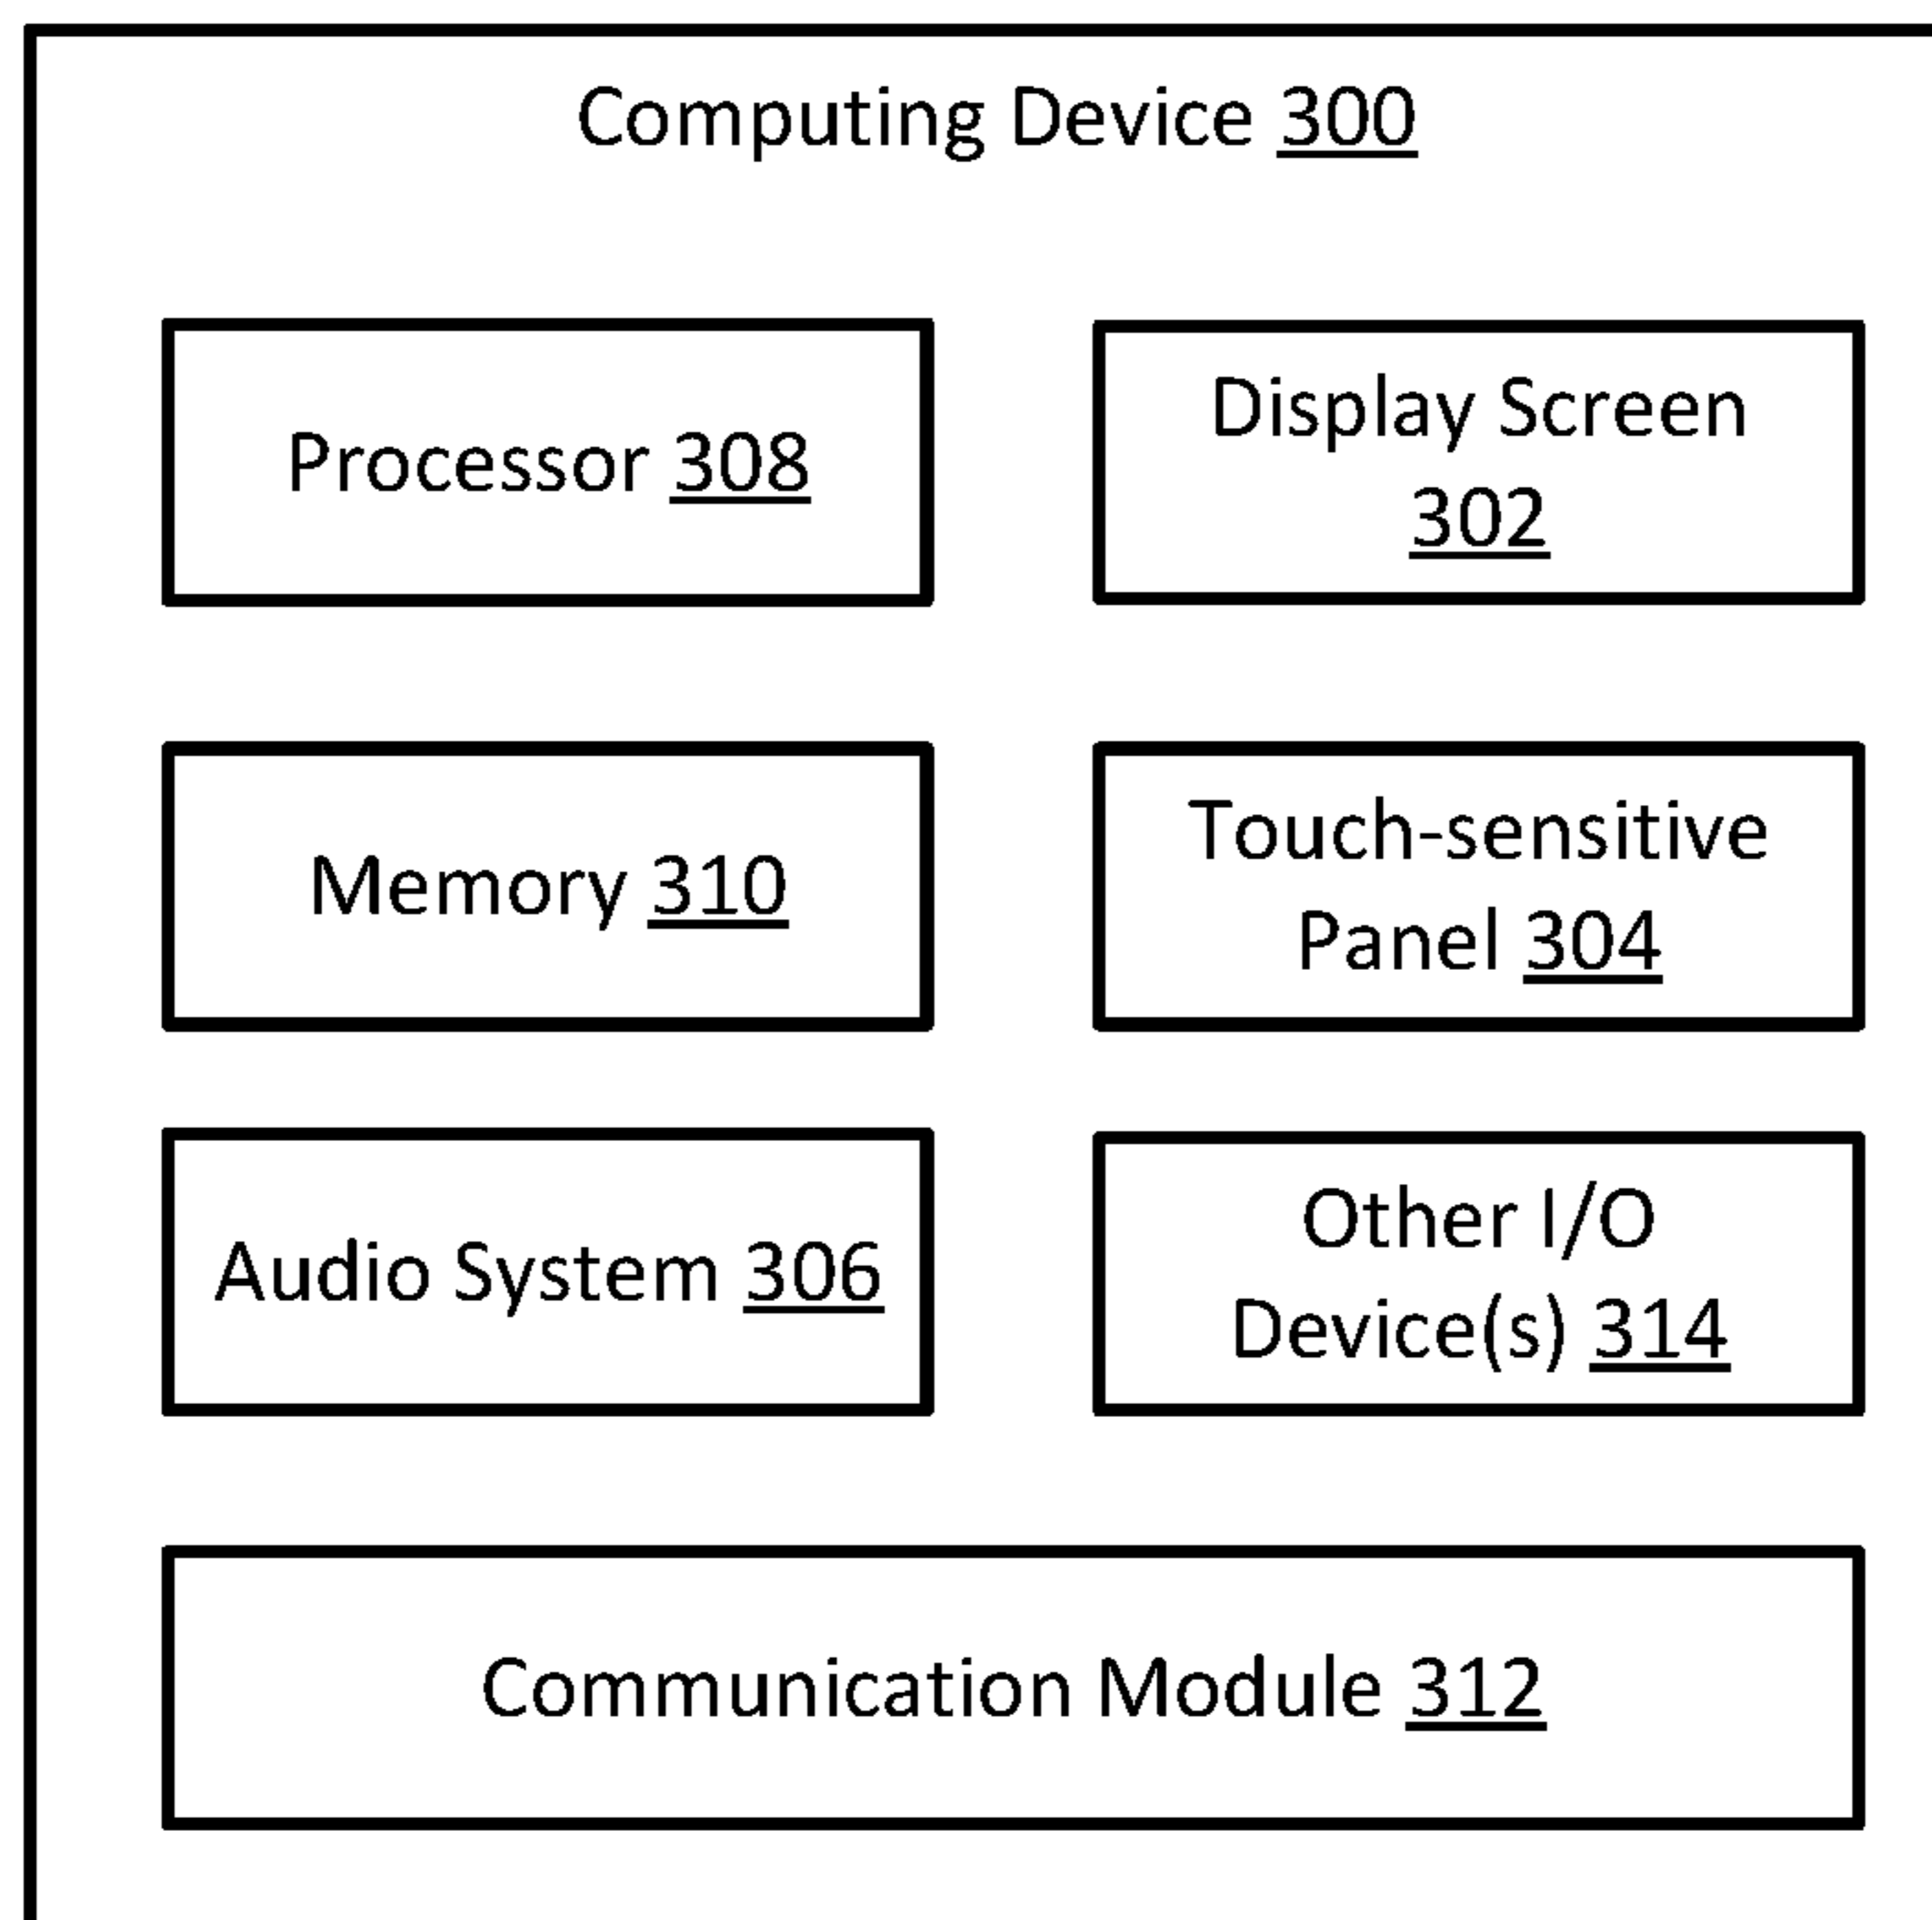 Computing Device 300
Processor 308
Display Screen
302
Memory 310
Touch-sensitive
Panel 304
Audio System 306
Other I/O
Device(s) 314
Communication Module 312